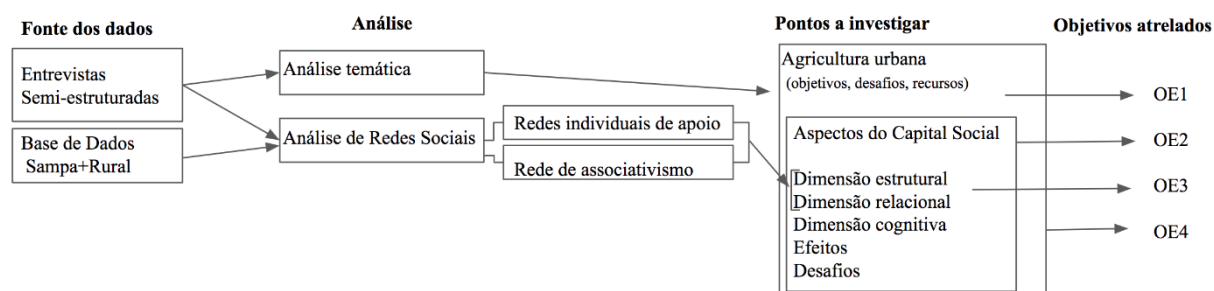 Fonte dos dados
Análise
Pontos a investigar
Objetivos atrelados
Entrevistas
Semi-estruturadas
Base de Dados
Sampa+Rural
Análise temática
Análise de Redes Sociais
Redes individuais de apoio
Rede de associativismo
Agricultura urbana
(objetivos, desafios, recursos)
Aspectos do Capital Social
Dimensão estrutural
Dimensão relacional
Dimensão cognitiva
Efeitos
Desafios
OE1
OE2
OE3
OE4